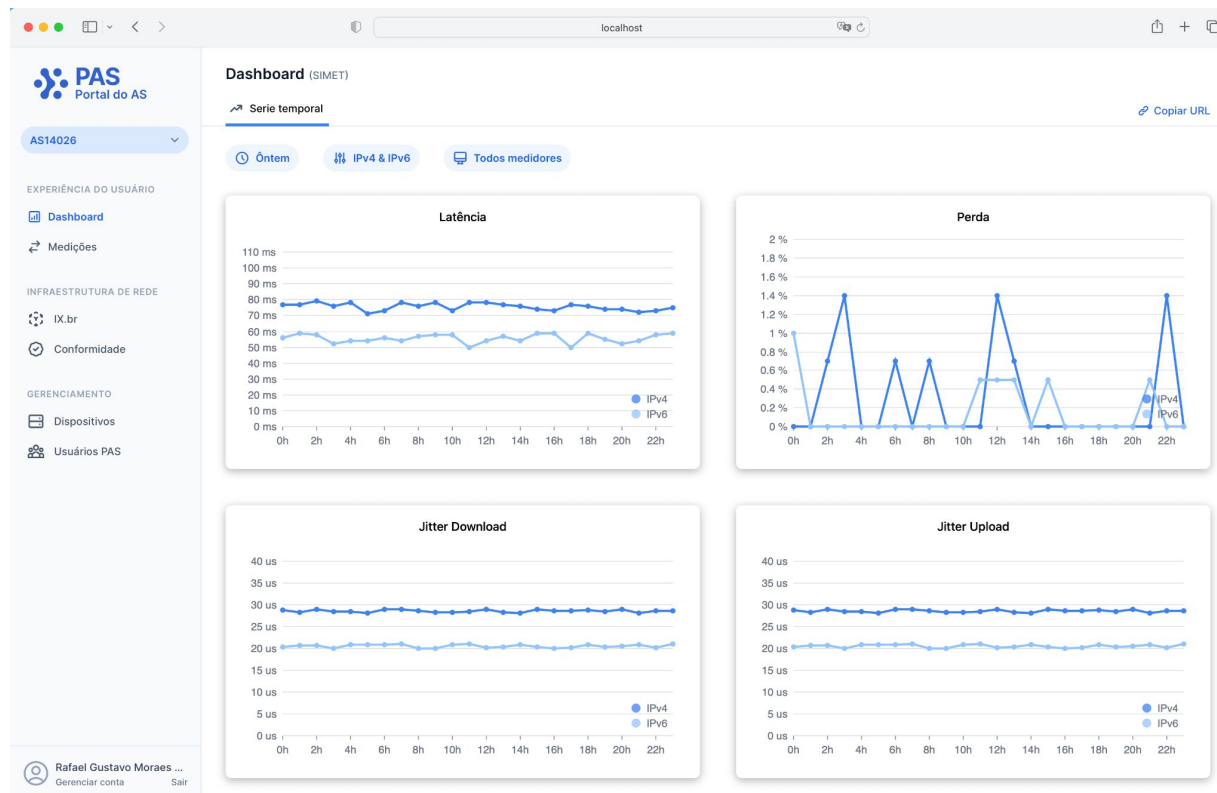 localhost
PAS
Portal do AS
AS14026
EXPERIÊNCIA DO USUÁRIO
Dashboard
Medições
INFRAESTRUTURA DE REDE
IX.br
Conformidade
GERENCIAMENTO
Dispositivos
Usuários PAS
Rafael Gustavo Moraes ...
Gerenciar conta Sair
Dashboard (SIMET)
Serie temporal
Copiar URL
Ôntem IPv4 & IPv6 Todos medidores
Latência
110 ms
100 ms
90 ms
80 ms
70 ms
60 ms
50 ms
40 ms
30 ms
20 ms
10 ms
0 ms
IPv4
IPv6
0h 2h 4h 6h 8h 10h 12h 14h 16h 18h 20h 22h
Perda
2 %
1.8 %
1.6 %
1.4 %
1.2 %
1 %
0.8 %
0.6 %
0.4 %
0.2 %
0 %
IPv4
IPv6
0h 2h 4h 6h 8h 10h 12h 14h 16h 18h 20h 22h
Jitter Download
40 us
35 us
30 us
25 us
20 us
15 us
10 us
5 us
0 us
IPv4
IPv6
0h 2h 4h 6h 8h 10h 12h 14h 16h 18h 20h 22h
Jitter Upload
40 us
35 us
30 us
25 us
20 us
15 us
10 us
5 us
0 us
IPv4
IPv6
0h 2h 4h 6h 8h 10h 12h 14h 16h 18h 20h 22h